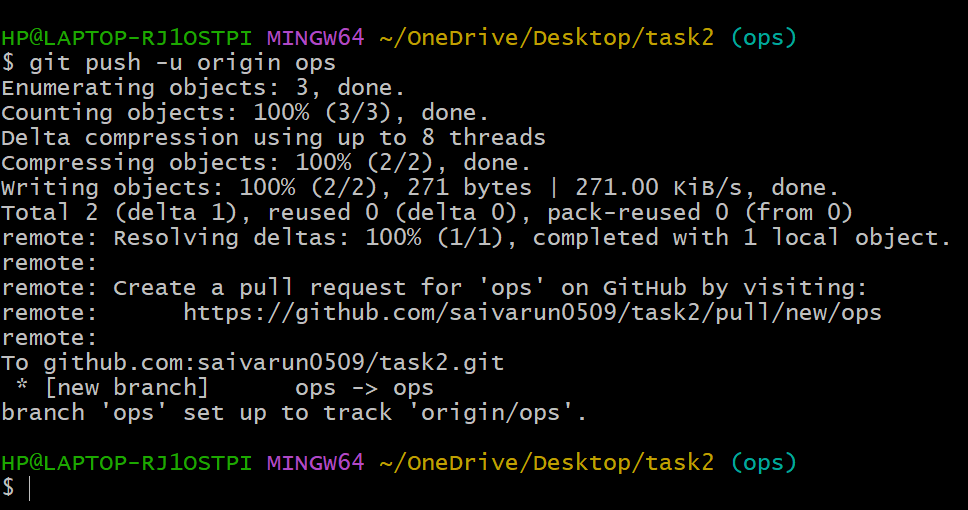 HP@LAPTOP-RJ1OSTPI MINGW64 ~/OneDrive/Desktop/task2 (ops)
$ git push -u origin ops
Enumerating objects: 3, done.
Counting objects: 100% (3/3), done.
Delta compression using up to 8 threads
Compressing objects: 100% (2/2), done.
Writing objects: 100% (2/2), 271 bytes | 271.00 KiB/s, done.
Total 2 (delta 1), reused 0 (delta 0), pack-reused 0 (from 0)
remote: Resolving deltas: 100% (1/1), completed with 1 local object.
remote:
remote: Create a pull request for 'ops' on GitHub by visiting:
remote:      https://github.com/saivarun0509/task2/pull/new/ops
remote:
To github.com:saivarun0509/task2.git
 * [new branch]      ops -> ops
branch 'ops' set up to track 'origin/ops'.
HP@LAPTOP-RJ1OSTPI MINGW64 ~/OneDrive/Desktop/task2 (ops)
$